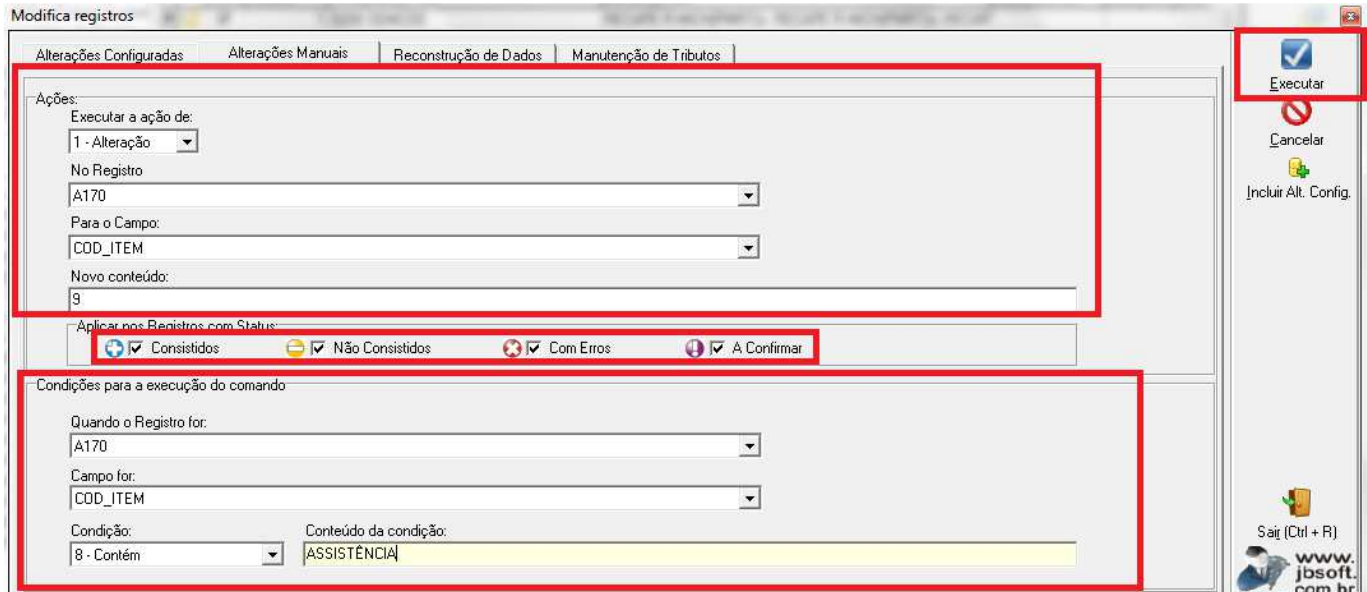 Modifica registros
Alterações Configuradas Alterações Manuais Reconstrução de Dados Manutenção de Tributos
Executar
Ações:
Executar a ação de:
1 - Alteração
Cancelar
No Registro
A170
Incluir Alt. Config.
Para o Campo:
COD_ITEM
Novo conteúdo:
9
Aplicar nos Registros com Status:
Consistidos Não Consistidos Com Erros A Confirmar
Condições para a execução do comando
Quando o Registro for:
A170
Campo for:
COD_ITEM
Condição: Conteúdo da condição:
8 - Contém ASSISTÊNCIA
Sair (Ctrl + R)
www.
jbsoft.
com.br